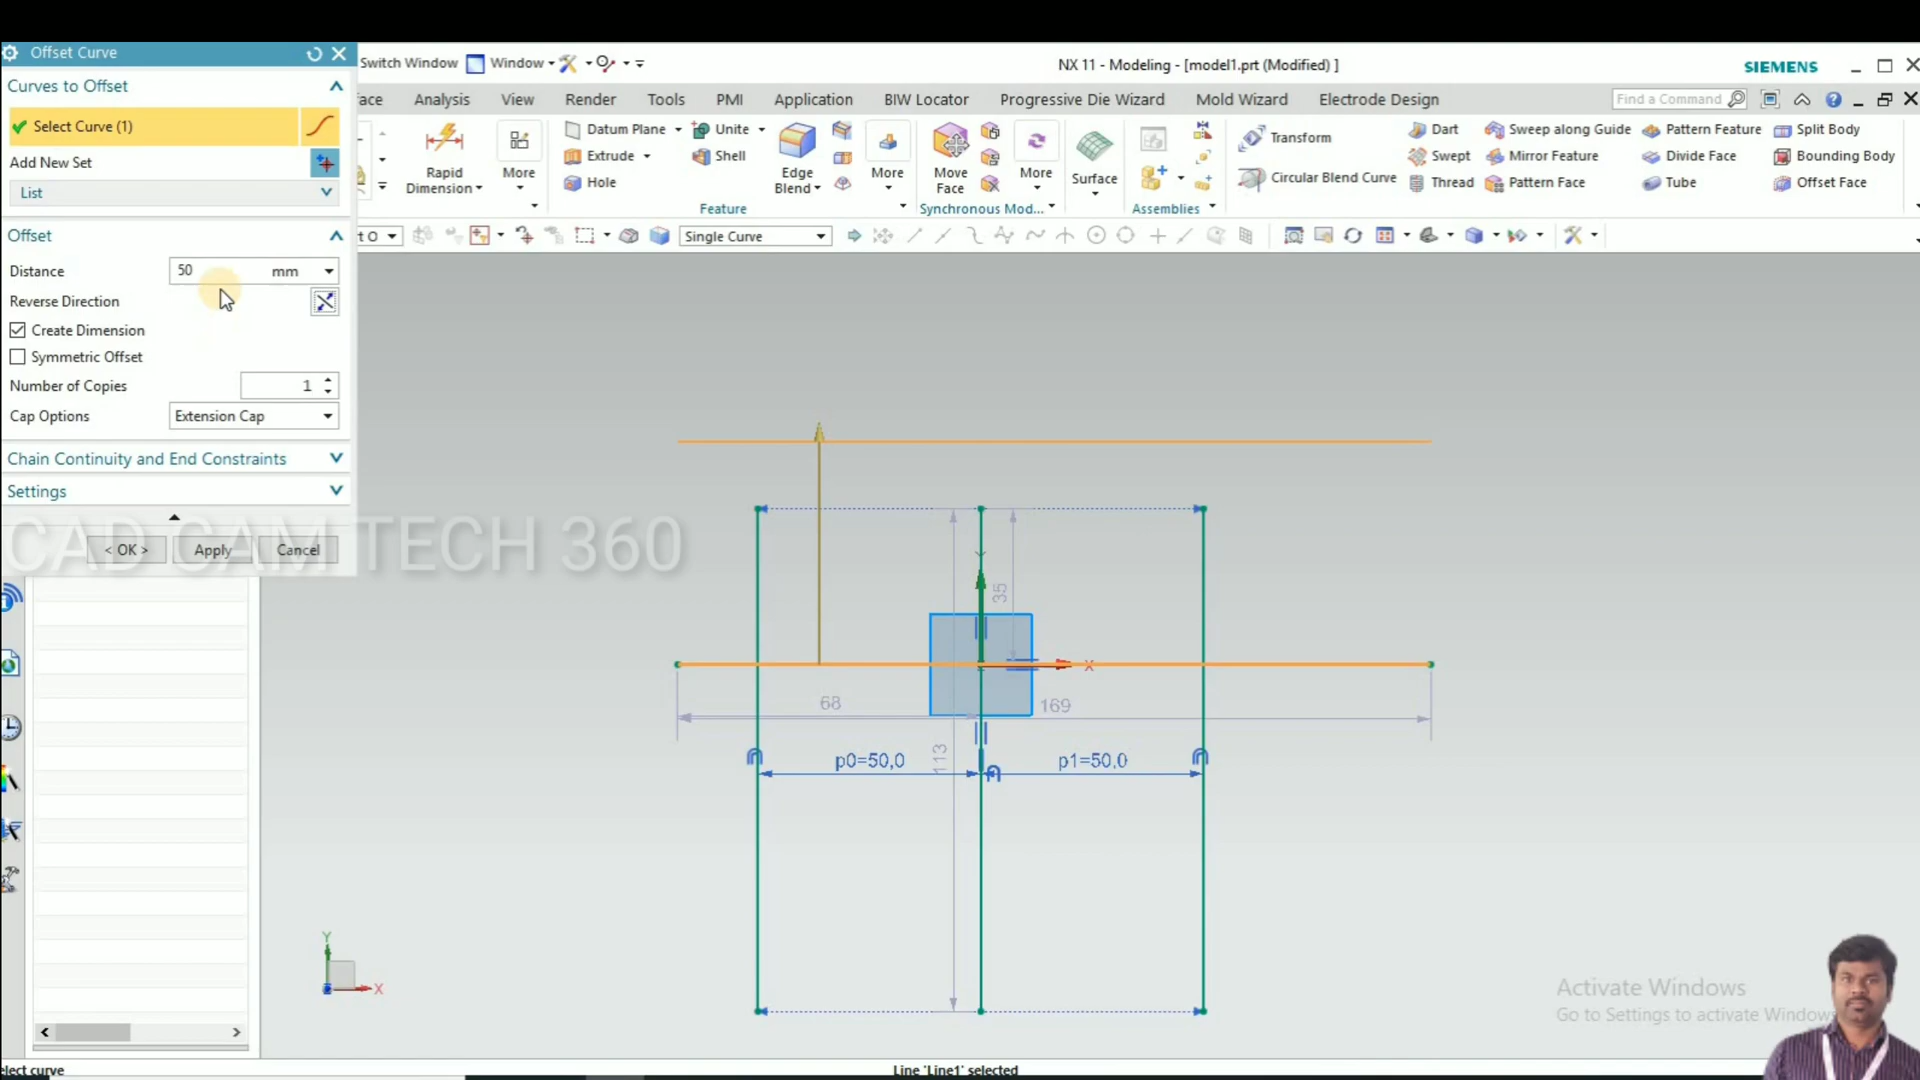 Offset Curve
Switch Window Window
NX 11 - Modeling - [model1.prt (Modified) ]
SIEMENS
Curves to Offset
ace Analysis View Render Tools PMI Application BIW Locator Progressive Die Wizard Mold Wizard Electrode Design
Find a Command
Select Curve (1)
Add New Set
List
Rapid Dimension
More
Datum Plane
Extrude
Hole
Unite
Shell
Edge Blend
More
Move Face
More
Surface
Transform
Circular Blend Curve
Dart
Swept
Thread
Sweep along Guide
Mirror Feature
Pattern Face
Pattern Feature
Divide Face
Tube
Split Body
Bounding Body
Offset Face
Feature
Synchronous Mod...
Assemblies
t O
Single Curve
Offset
Distance 50 mm
Reverse Direction
Create Dimension
Symmetric Offset
Number of Copies 1
Cap Options Extension Cap
Chain Continuity and End Constraints
Settings
CAD CAM TECH 360
< OK > Apply Cancel
35
X
68
169
113
p0=50,0
p1=50,0
Y
X
Activate Windows
Go to Settings to activate Windows
elect curve
Line 'Line1' selected